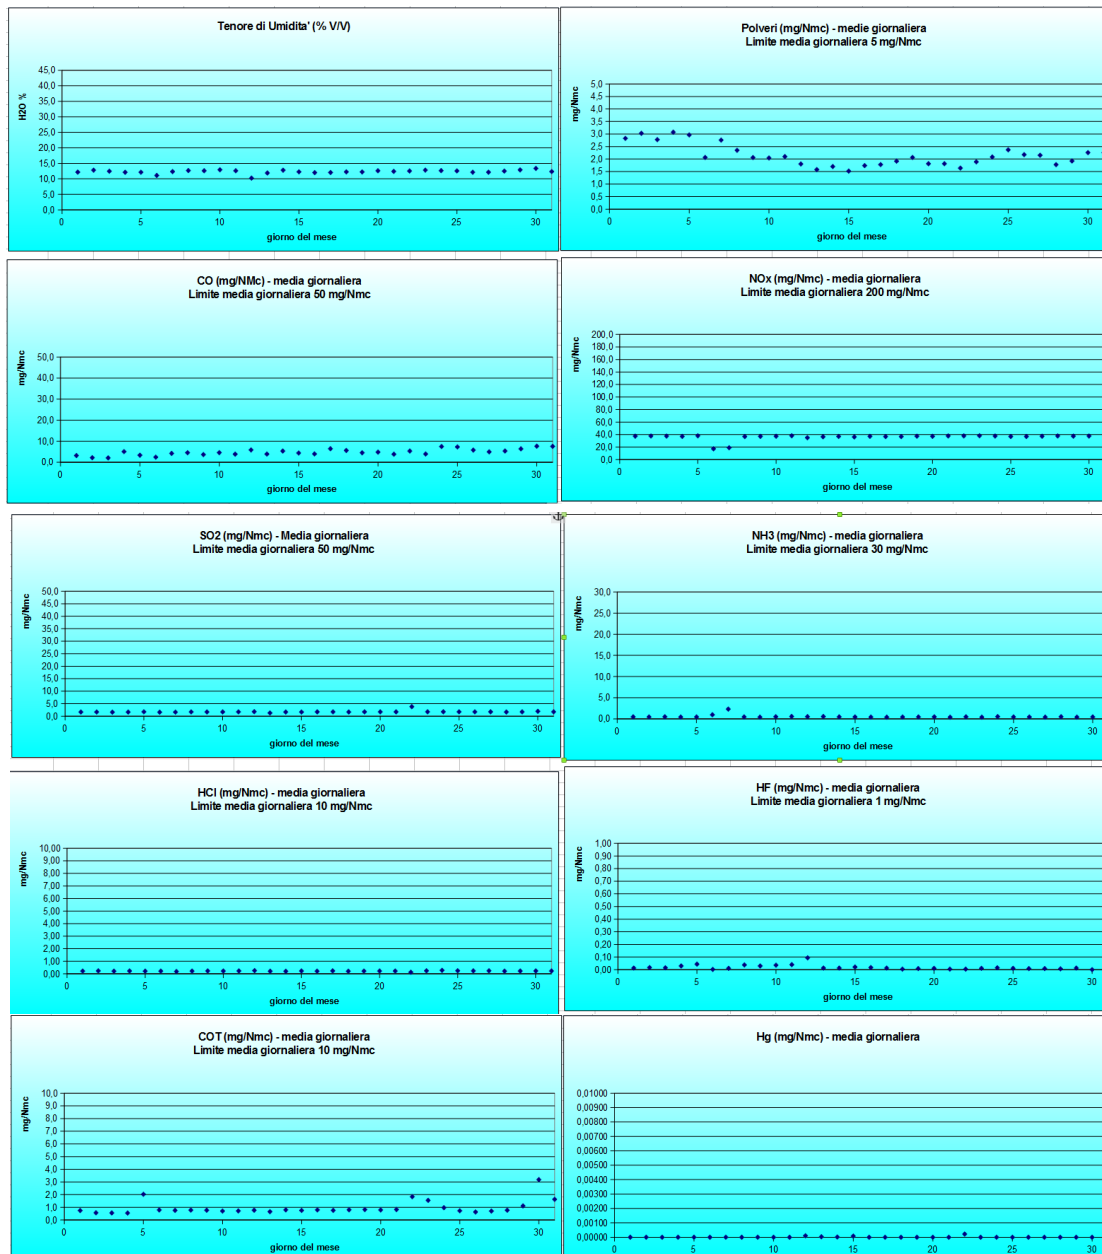 Tenore di Umidita' (% V/V)
H2O %
45,0
40,0
35,0
30,0
25,0
20,0
15,0
10,0
5,0
0,0
0 5 10 15 20 25 30
giorno del mese
Polveri (mg/Nmc) - medie giornaliera
Limite media giornaliera 5 mg/Nmc
mg/Nmc
5,0
4,5
4,0
3,5
3,0
2,5
2,0
1,5
1,0
0,5
0,0
0 5 10 15 20 25 30
giorno del mese
CO (mg/NMc) - media giornaliera
Limite media giornaliera 50 mg/Nmc
mg/Nmc
50,0
40,0
30,0
20,0
10,0
0,0
0 5 10 15 20 25 30
giorno del mese
NOx (mg/Nmc) - media giornaliera
Limite media giornaliera 200 mg/Nmc
mg/Nmc
200,0
180,0
160,0
140,0
120,0
100,0
80,0
60,0
40,0
20,0
0,0
0 5 10 15 20 25 30
giorno del mese
SO2 (mg/Nmc) - Media giornaliera
Limite media giornaliera 50 mg/Nmc
mg/Nmc
50,0
45,0
40,0
35,0
30,0
25,0
20,0
15,0
10,0
5,0
0,0
0 5 10 15 20 25 30
giorno del mese
NH3 (mg/Nmc) - media giornaliera
Limite media giornaliera 30 mg/Nmc
mg/Nmc
30,0
25,0
20,0
15,0
10,0
5,0
0,0
0 5 10 15 20 25 30
giorno del mese
HCl (mg/Nmc) - media giornaliera
Limite media giornaliera 10 mg/Nmc
mg/Nmc
10,00
9,00
8,00
7,00
6,00
5,00
4,00
3,00
2,00
1,00
0,00
0 5 10 15 20 25 30
giorno del mese
HF (mg/Nmc) - media giornaliera
Limite media giornaliera 1 mg/Nmc
mg/Nmc
1,00
0,90
0,80
0,70
0,60
0,50
0,40
0,30
0,20
0,10
0,00
0 5 10 15 20 25 30
giorno del mese
COT (mg/Nmc) - media giornaliera
Limite media giornaliera 10 mg/Nmc
mg/Nmc
10,0
9,0
8,0
7,0
6,0
5,0
4,0
3,0
2,0
1,0
0,0
0 5 10 15 20 25 30
giorno del mese
Hg (mg/Nmc) - media giornaliera
0,01000
0,00900
0,00800
0,00700
0,00600
0,00500
0,00400
0,00300
0,00200
0,00100
0,00000
0 5 10 15 20 25 30